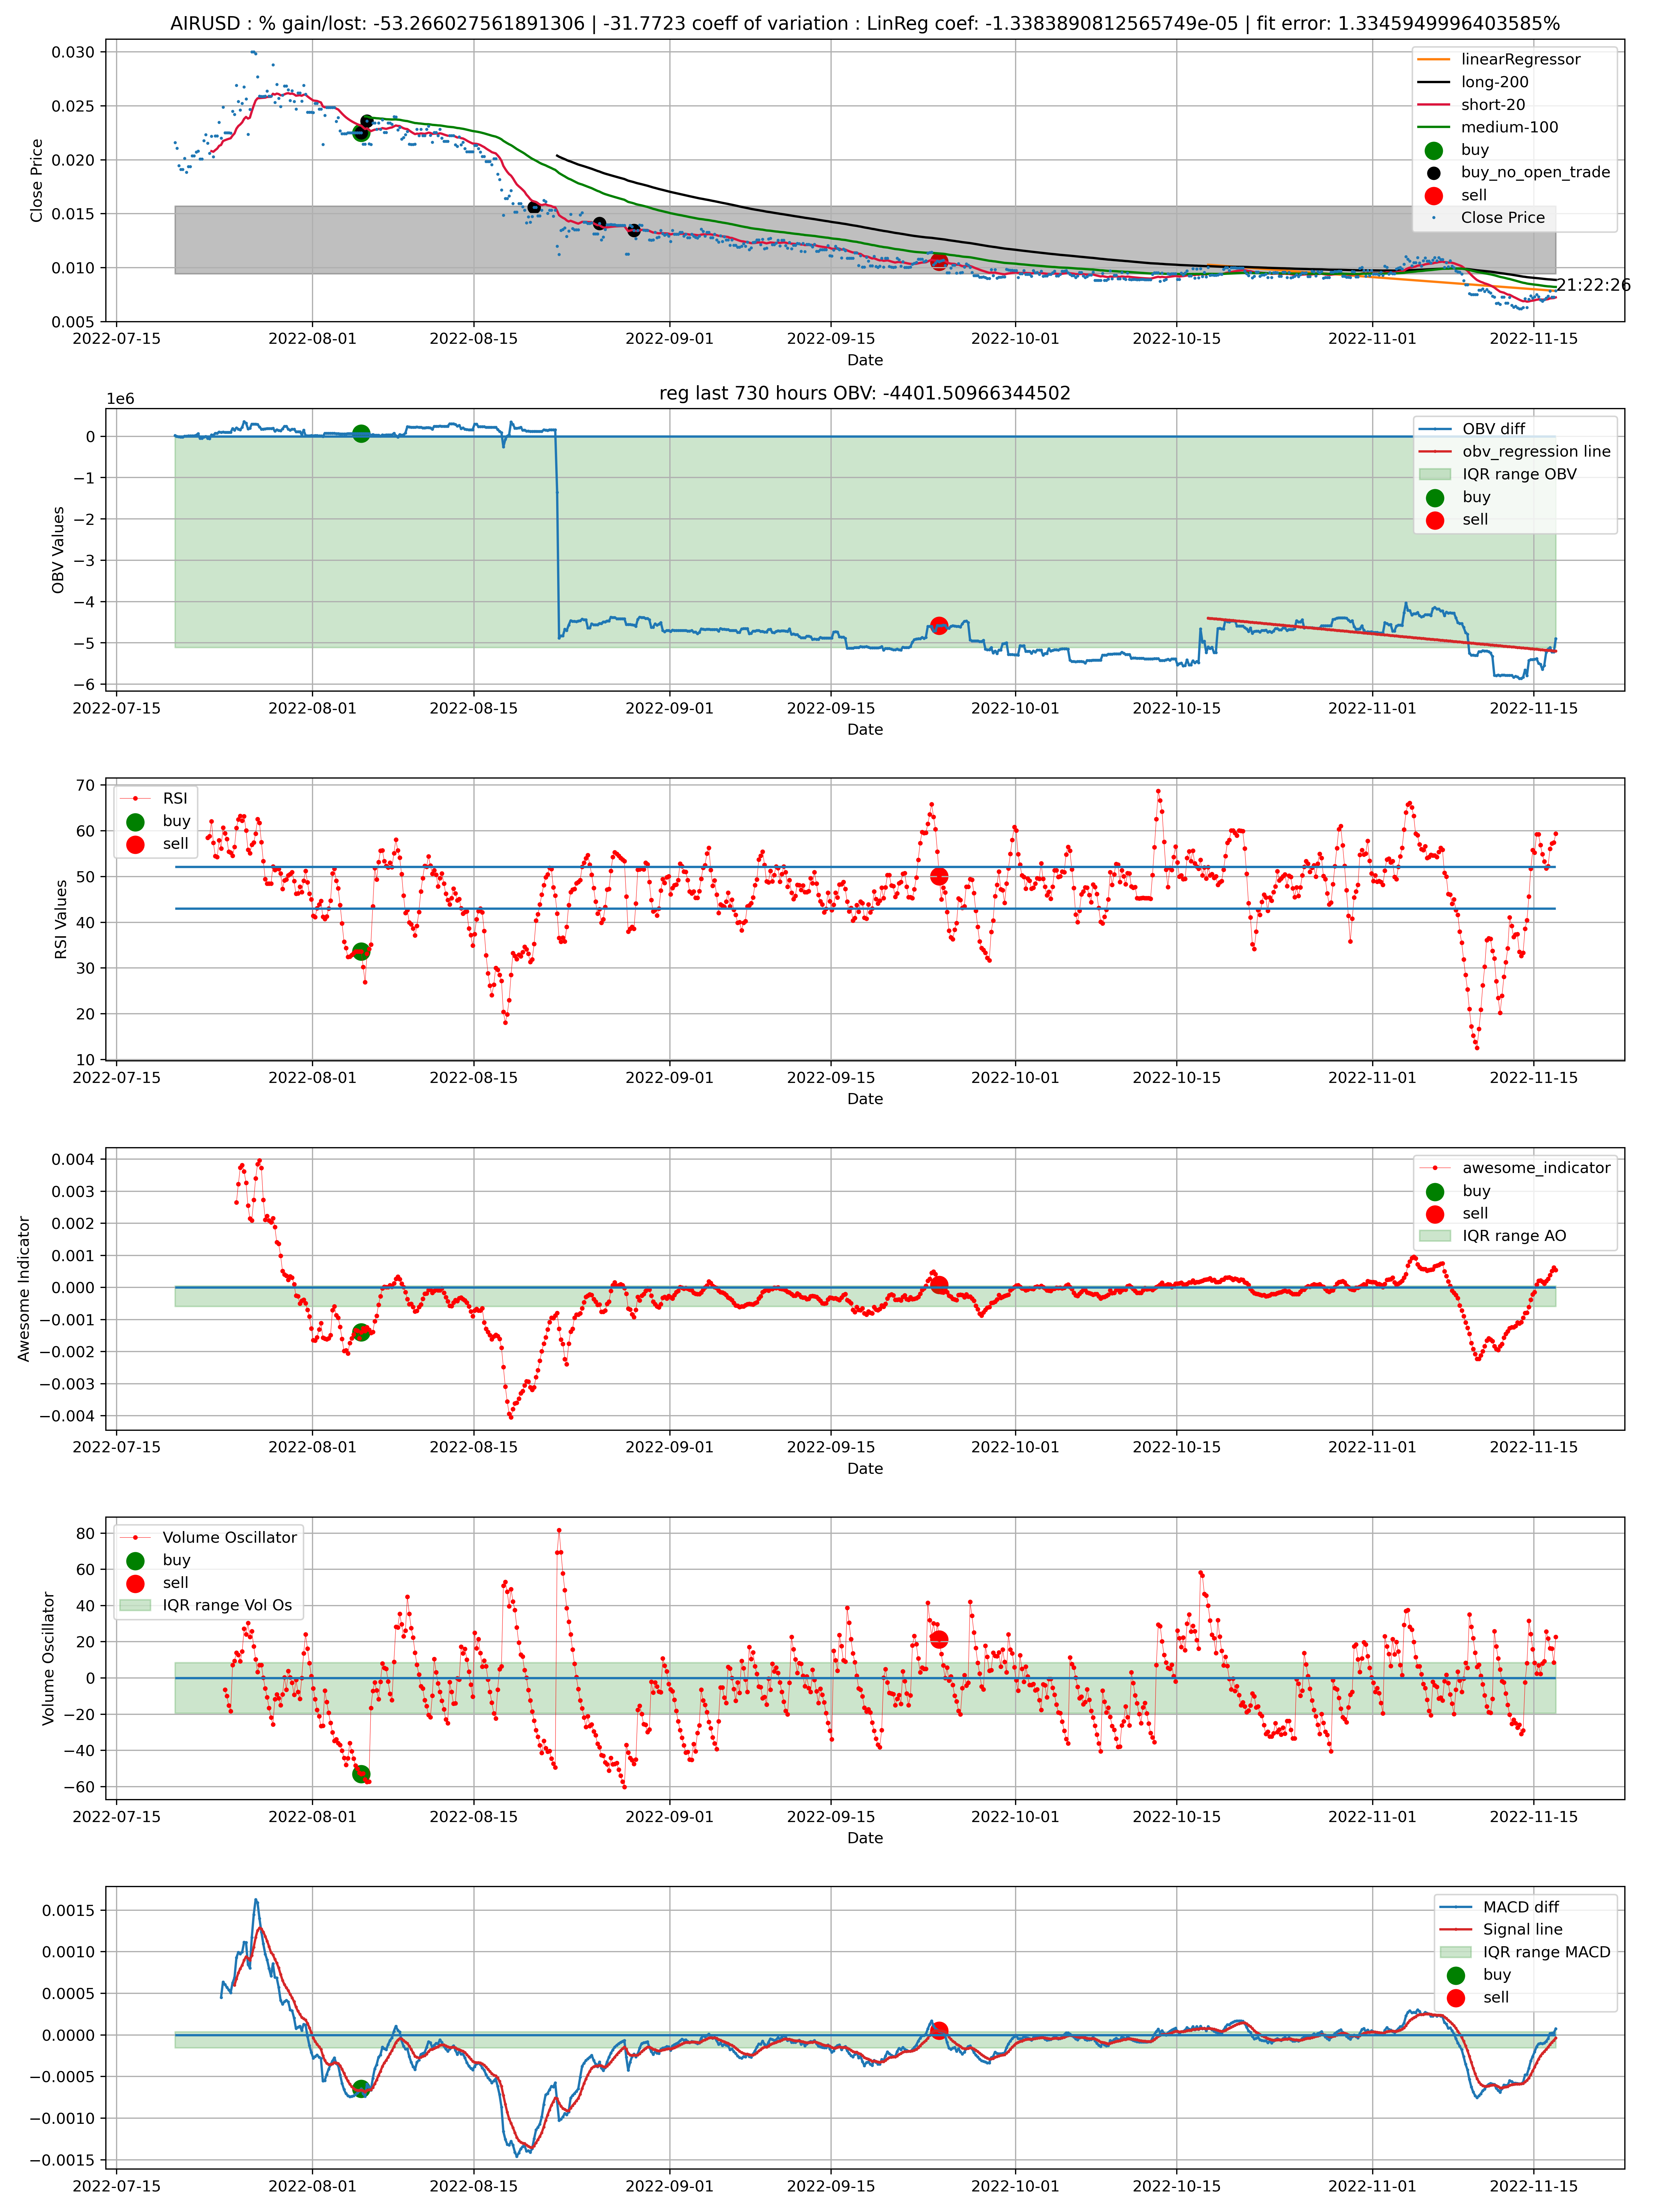 AIRUSD : % gain/lost: -53.266027561891306 | -31.7723 coeff of variation : LinReg coef: -1.3383890812565749e-05 | fit error: 1.3345949996403585%
0.030
0.025
0.020
0.015
0.010
0.005
Close Price
linearRegressor
long-200
short-20
medium-100
buy
buy_no_open_trade
sell
Close Price
21:22:26
2022-07-15 2022-08-01 2022-08-15 2022-09-01 2022-09-15 2022-10-01 2022-10-15 2022-11-01 2022-11-15
Date
reg last 730 hours OBV: -4401.50966344502
1e6
0
−1
−2
−3
−4
−5
−6
OBV Values
OBV diff
obv_regression line
IQR range OBV
buy
sell
2022-07-15 2022-08-01 2022-08-15 2022-09-01 2022-09-15 2022-10-01 2022-10-15 2022-11-01 2022-11-15
Date
70
60
50
40
30
20
10
RSI Values
RSI
buy
sell
2022-07-15 2022-08-01 2022-08-15 2022-09-01 2022-09-15 2022-10-01 2022-10-15 2022-11-01 2022-11-15
Date
0.004
0.003
0.002
0.001
0.000
−0.001
−0.002
−0.003
−0.004
Awesome Indicator
awesome_indicator
buy
sell
IQR range AO
2022-07-15 2022-08-01 2022-08-15 2022-09-01 2022-09-15 2022-10-01 2022-10-15 2022-11-01 2022-11-15
Date
80
60
40
20
0
−20
−40
−60
Volume Oscillator
Volume Oscillator
buy
sell
IQR range Vol Os
2022-07-15 2022-08-01 2022-08-15 2022-09-01 2022-09-15 2022-10-01 2022-10-15 2022-11-01 2022-11-15
Date
0.0015
0.0010
0.0005
0.0000
−0.0005
−0.0010
−0.0015
MACD diff
Signal line
IQR range MACD
buy
sell
2022-07-15 2022-08-01 2022-08-15 2022-09-01 2022-09-15 2022-10-01 2022-10-15 2022-11-01 2022-11-15